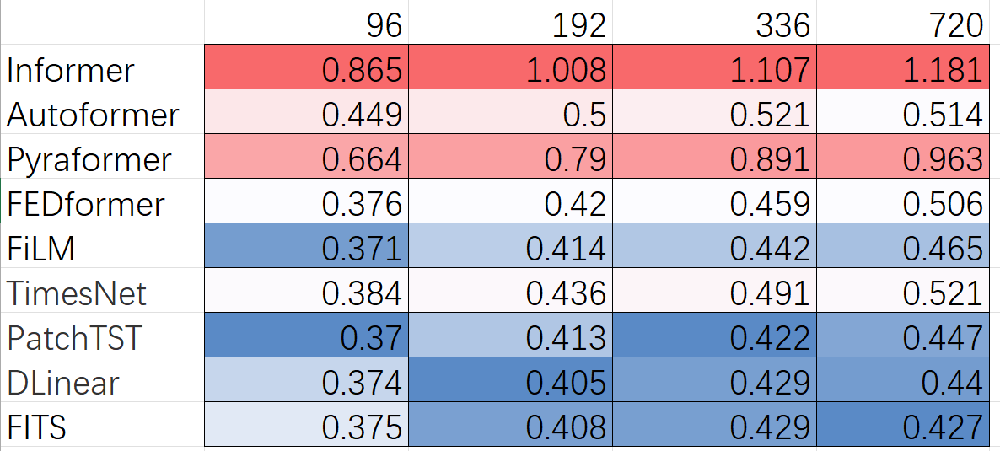 96 192 336 720
Informer 0.865 1.008 1.107 1.181
Autoformer 0.449 0.5 0.521 0.514
Pyraformer 0.664 0.79 0.891 0.963
FEDformer 0.376 0.42 0.459 0.506
FiLM 0.371 0.414 0.442 0.465
TimesNet 0.384 0.436 0.491 0.521
PatchTST 0.37 0.413 0.422 0.447
DLinear 0.374 0.405 0.429 0.44
FITS 0.375 0.408 0.429 0.427